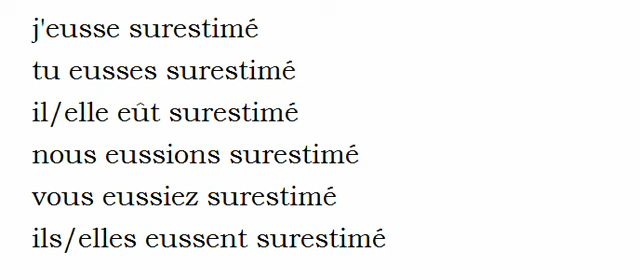 j'eusse surestimé
tu eusses surestimé
il/elle eût surestimé
nous eussions surestimé
vous eussiez surestimé
ils/elles eussent surestimé